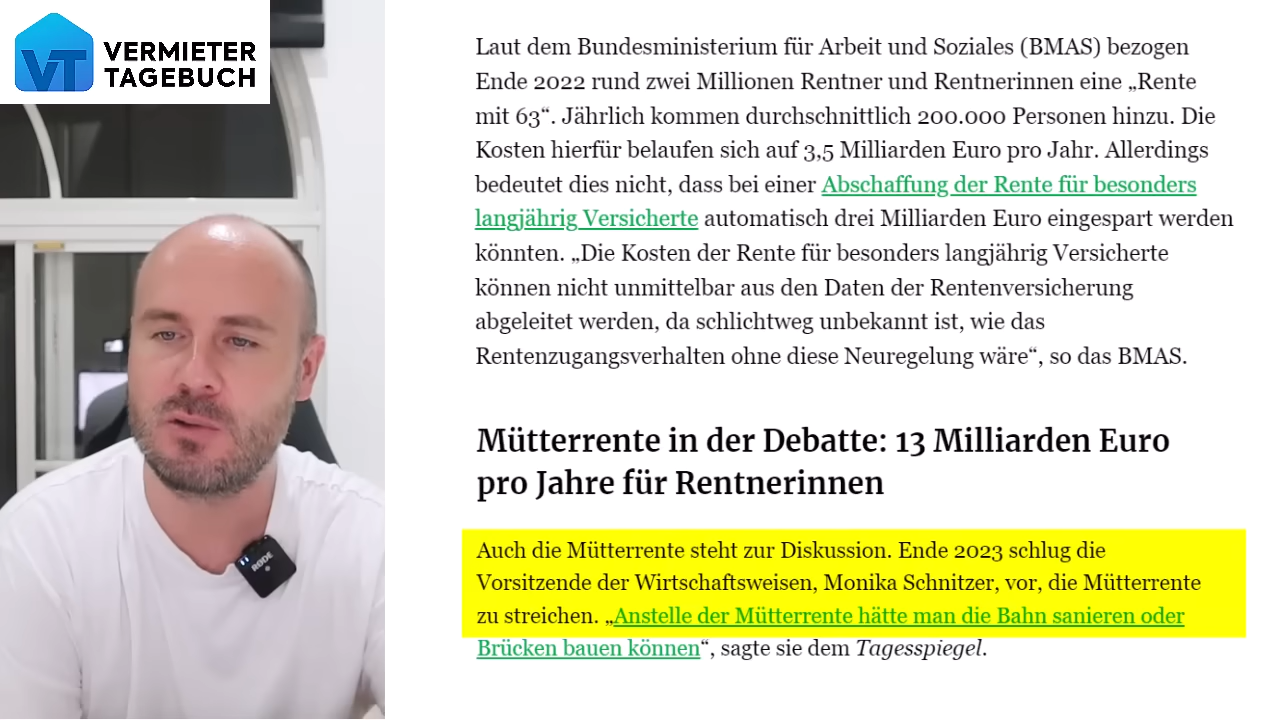 VT VERMIETER
TAGEBUCH
RØDE
Laut dem Bundesministerium für Arbeit und Soziales (BMAS) bezogen
Ende 2022 rund zwei Millionen Rentner und Rentnerinnen eine „Rente
mit 63“. Jährlich kommen durchschnittlich 200.000 Personen hinzu. Die
Kosten hierfür belaufen sich auf 3,5 Milliarden Euro pro Jahr. Allerdings
bedeutet dies nicht, dass bei einer Abschaffung der Rente für besonders
langjährig Versicherte automatisch drei Milliarden Euro eingespart werden
könnten. „Die Kosten der Rente für besonders langjährig Versicherte
können nicht unmittelbar aus den Daten der Rentenversicherung
abgeleitet werden, da schlichtweg unbekannt ist, wie das
Rentenzugangsverhalten ohne diese Neuregelung wäre“, so das BMAS.
Mütterrente in der Debatte: 13 Milliarden Euro
pro Jahre für Rentnerinnen
Auch die Mütterrente steht zur Diskussion. Ende 2023 schlug die
Vorsitzende der Wirtschaftsweisen, Monika Schnitzer, vor, die Mütterrente
zu streichen. „Anstelle der Mütterrente hätte man die Bahn sanieren oder
Brücken bauen können“, sagte sie dem Tagesspiegel.